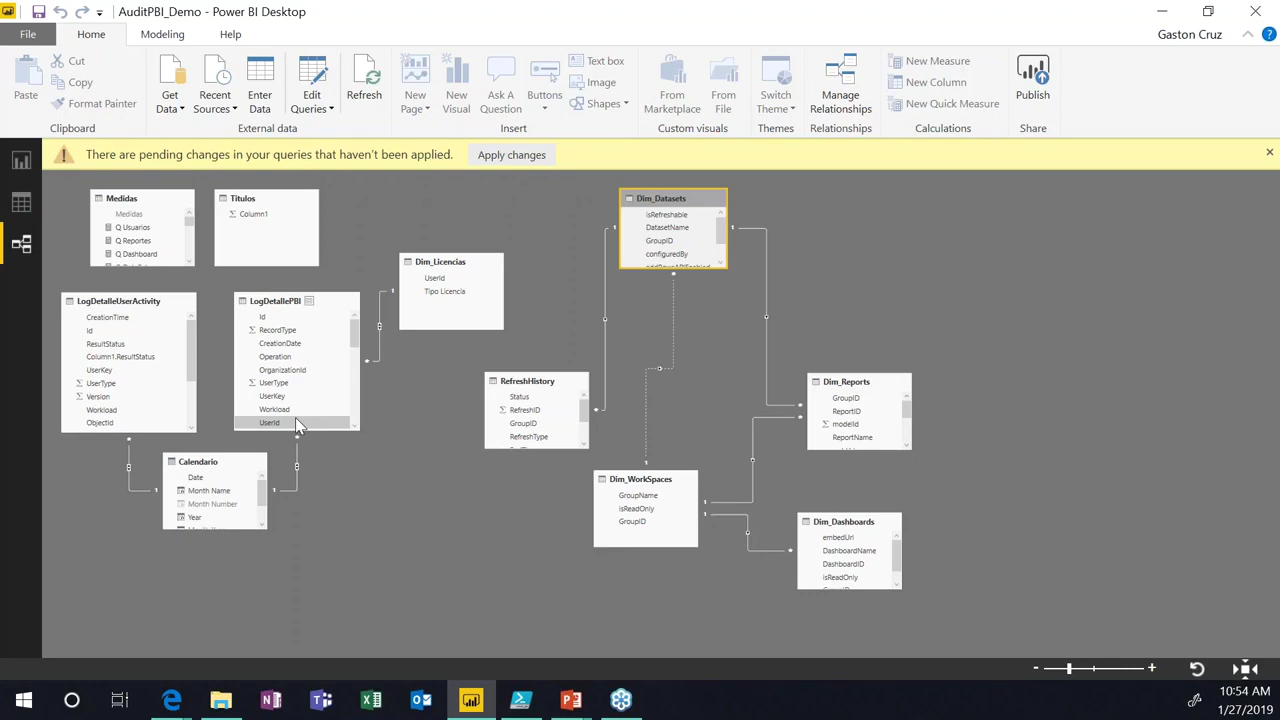 AuditPBI_Demo - Power BI Desktop
File
Home
Modeling
Help
Gaston Cruz
Paste
Cut
Copy
Format Painter
Clipboard
Get Data
Recent Sources
Enter Data
Edit Queries
Refresh
External data
New Page
New Visual
Ask A Question
Buttons
Text box
Image
Shapes
Insert
From Marketplace
From File
Custom visuals
Switch Theme
Themes
Manage Relationships
Relationships
New Measure
New Column
New Quick Measure
Calculations
Publish
Share
There are pending changes in your queries that haven't been applied.
Apply changes
Medidas
Medidas
Q Usuarios
Q Reportes
Q Dashboard
Titulos
Column1
Dim_Datasets
isRefreshable
DatasetName
GroupID
configuredBy
Dim_Licencias
UserId
Tipo Licencia
LogDetalleUserActivity
CreationTime
Id
ResultStatus
Column1.ResultStatus
UserKey
UserType
Version
Workload
ObjectId
LogDetallePBI
Id
RecordType
CreationDate
Operation
OrganizationId
UserType
UserKey
Workload
UserId
RefreshHistory
Status
RefreshID
GroupID
RefreshType
Dim_Reports
GroupID
ReportID
modelId
ReportName
Calendario
Date
Month Name
Month Number
Year
Dim_WorkSpaces
GroupName
isReadOnly
GroupID
Dim_Dashboards
embedUrl
DashboardName
DashboardID
isReadOnly
10:54 AM
1/27/2019